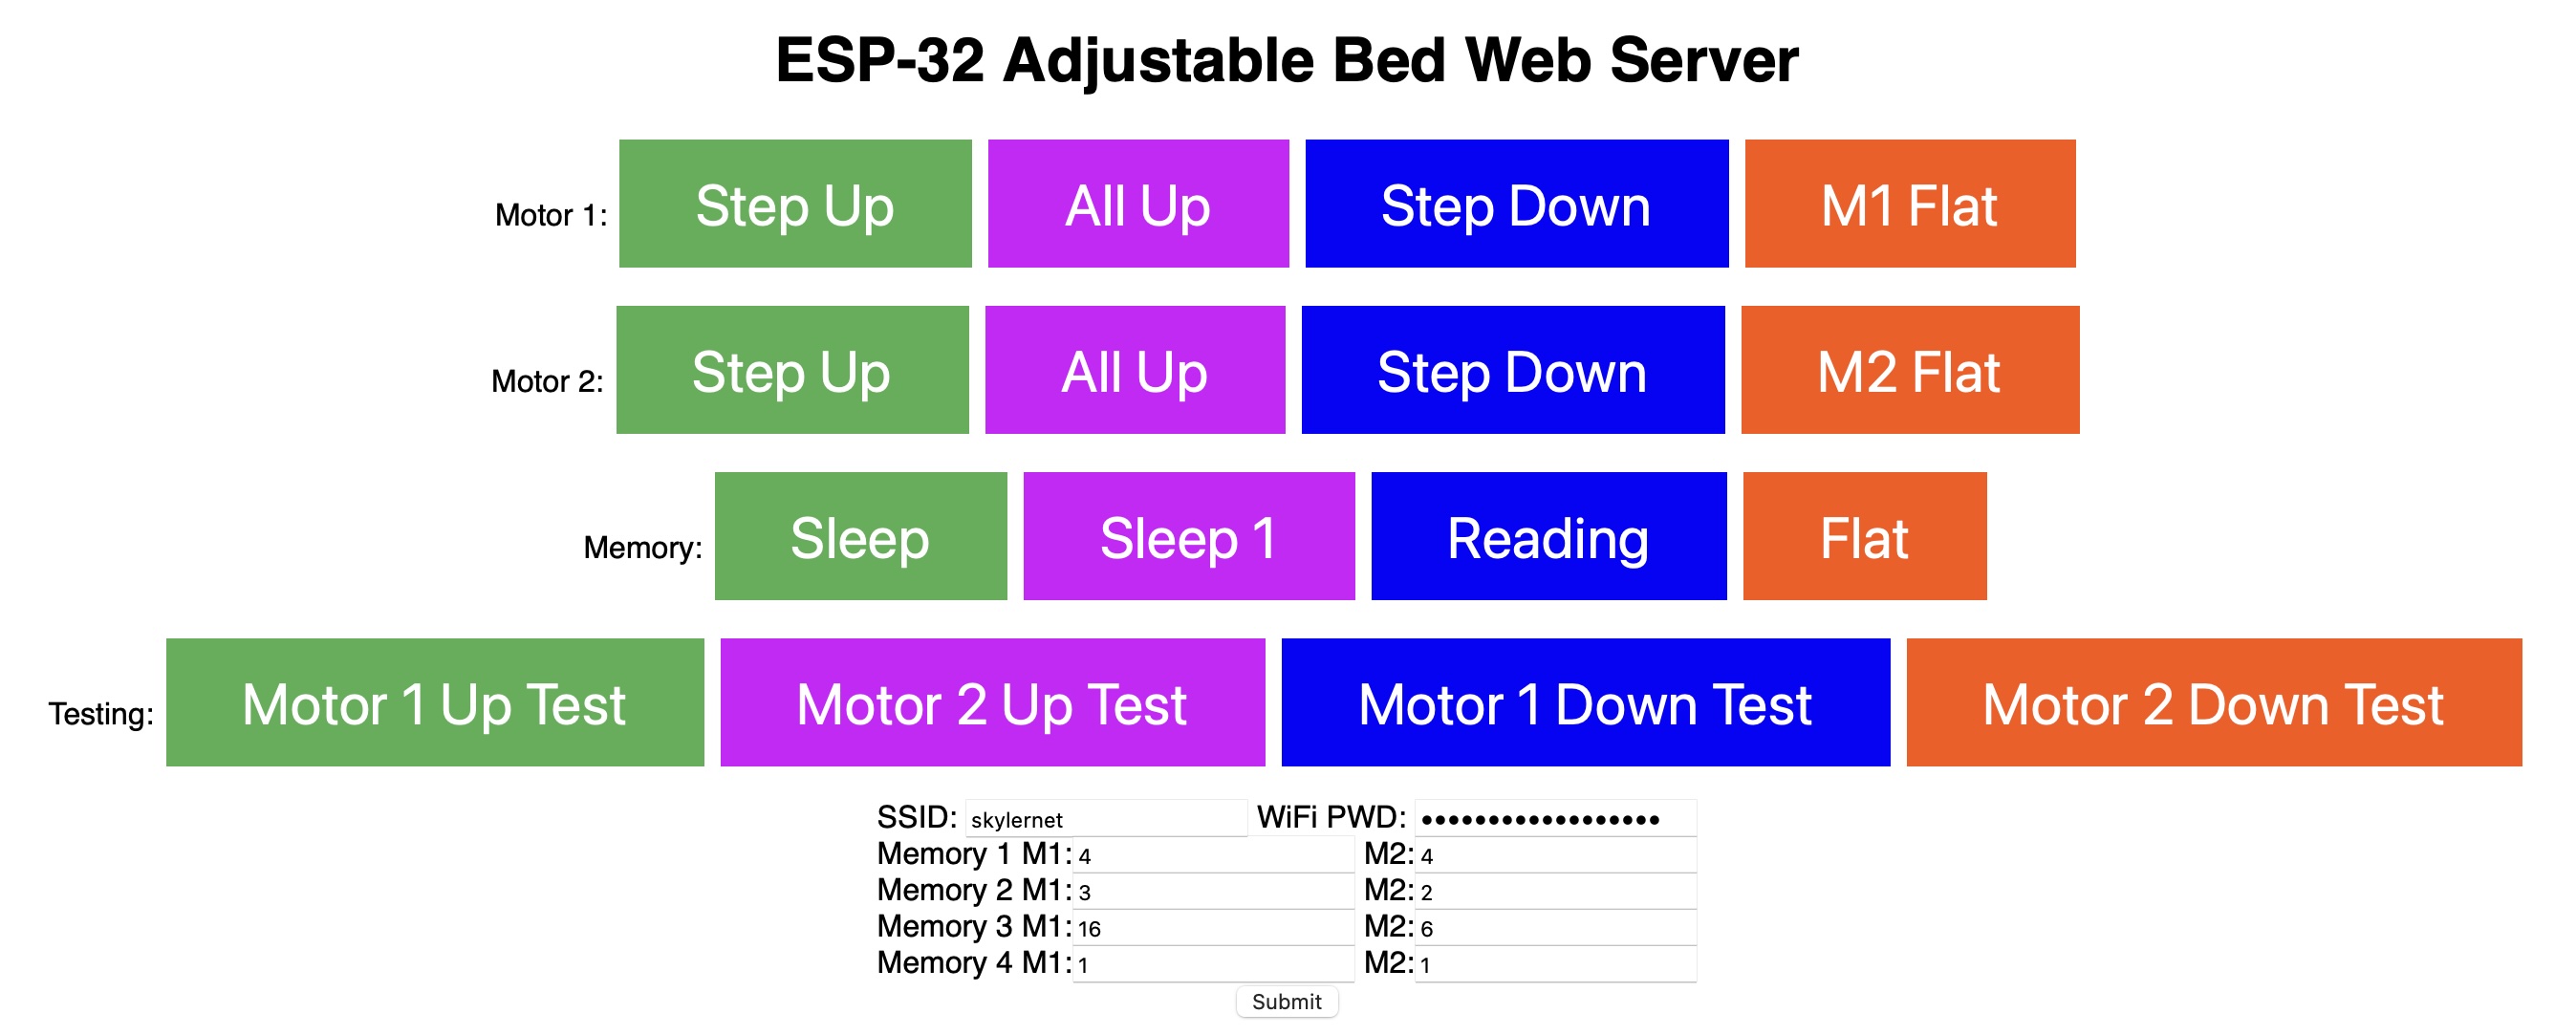 ESP-32 Adjustable Bed Web Server
Motor 1: Step Up All Up Step Down M1 Flat
Motor 2: Step Up All Up Step Down M2 Flat
Memory: Sleep Sleep 1 Reading Flat
Testing: Motor 1 Up Test Motor 2 Up Test Motor 1 Down Test Motor 2 Down Test
SSID: skylernet WiFi PWD: ••••••••••••••••••
Memory 1 M1: 4 M2: 4
Memory 2 M1: 3 M2: 2
Memory 3 M1: 16 M2: 6
Memory 4 M1: 1 M2: 1
Submit